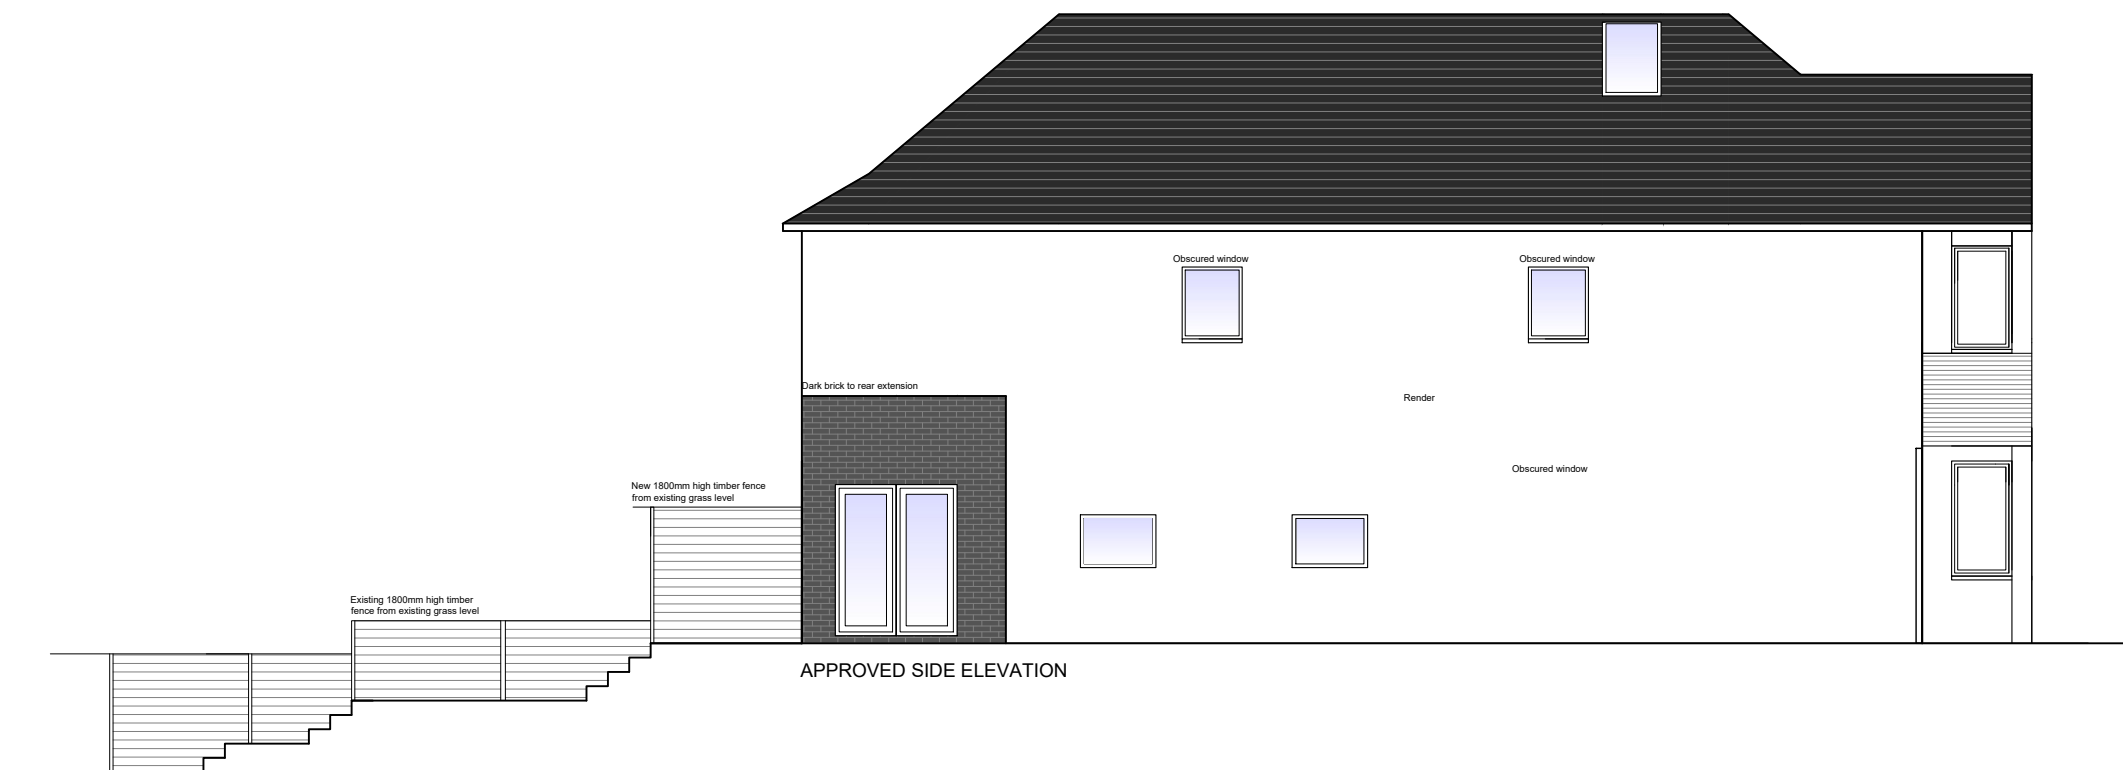 Obscured window
Obscured window
Dark brick to rear extension
Render
Obscured window
New 1800mm high timber fence
from existing grass level
Existing 1800mm high timber
fence from existing grass level
APPROVED SIDE ELEVATION